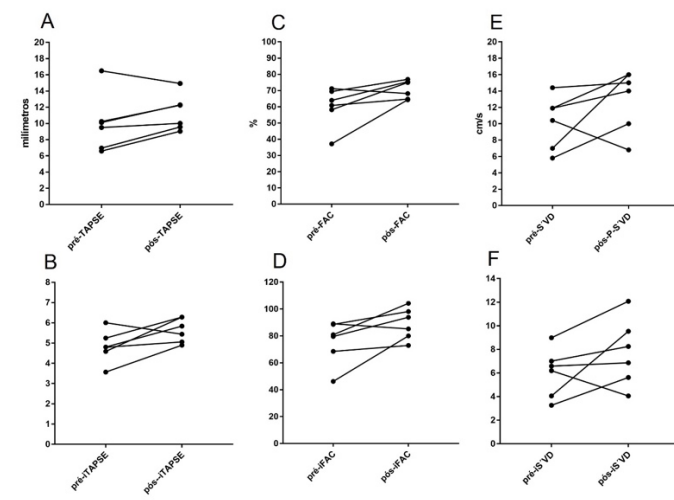 A
20
18
16
14
12
10
8
6
4
2
0
milímetros
pré-TAPSE
pós-TAPSE
C
100
90
80
70
60
50
40
30
20
10
0
%
pré-FAC
pós-FAC
E
20
18
16
14
12
10
8
6
4
2
0
cm/s
pré-S´VD
pós-P-S´VD
B
8
7
6
5
4
3
2
1
0
pré-iTAPSE
pós–iTAPSE
D
120
100
80
60
40
20
0
pré-iFAC
pós-iFAC
F
14
12
10
8
6
4
2
0
pré-iS´VD
pós-iS´VD